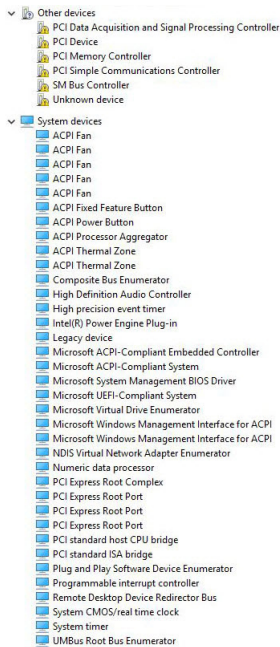 Other devices
PCI Data Acquisition and Signal Processing Controller
PCI Device
PCI Memory Controller
PCI Simple Communications Controller
SM Bus Controller
Unknown device
System devices
ACPI Fan
ACPI Fan
ACPI Fan
ACPI Fan
ACPI Fan
ACPI Fixed Feature Button
ACPI Power Button
ACPI Processor Aggregator
ACPI Thermal Zone
ACPI Thermal Zone
Composite Bus Enumerator
High Definition Audio Controller
High precision event timer
Intel(R) Power Engine Plug-in
Legacy device
Microsoft ACPI-Compliant Embedded Controller
Microsoft ACPI-Compliant System
Microsoft System Management BIOS Driver
Microsoft UEFI-Compliant System
Microsoft Virtual Drive Enumerator
Microsoft Windows Management Interface for ACPI
Microsoft Windows Management Interface for ACPI
NDIS Virtual Network Adapter Enumerator
Numeric data processor
PCI Express Root Complex
PCI Express Root Port
PCI Express Root Port
PCI Express Root Port
PCI standard host CPU bridge
PCI standard ISA bridge
Plug and Play Software Device Enumerator
Programmable interrupt controller
Remote Desktop Device Redirector Bus
System CMOS/real time clock
System timer
UMBus Root Bus Enumerator